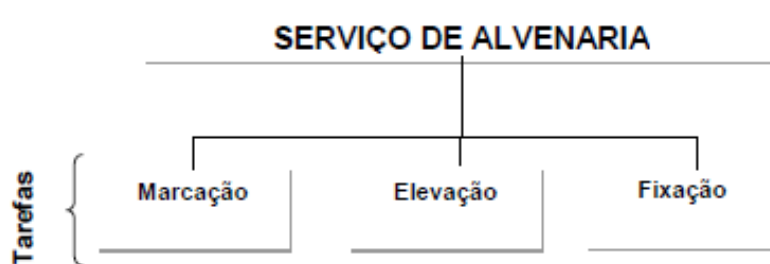 SERVIÇO DE ALVENARIA
Tarefas
Marcação
Elevação
Fixação